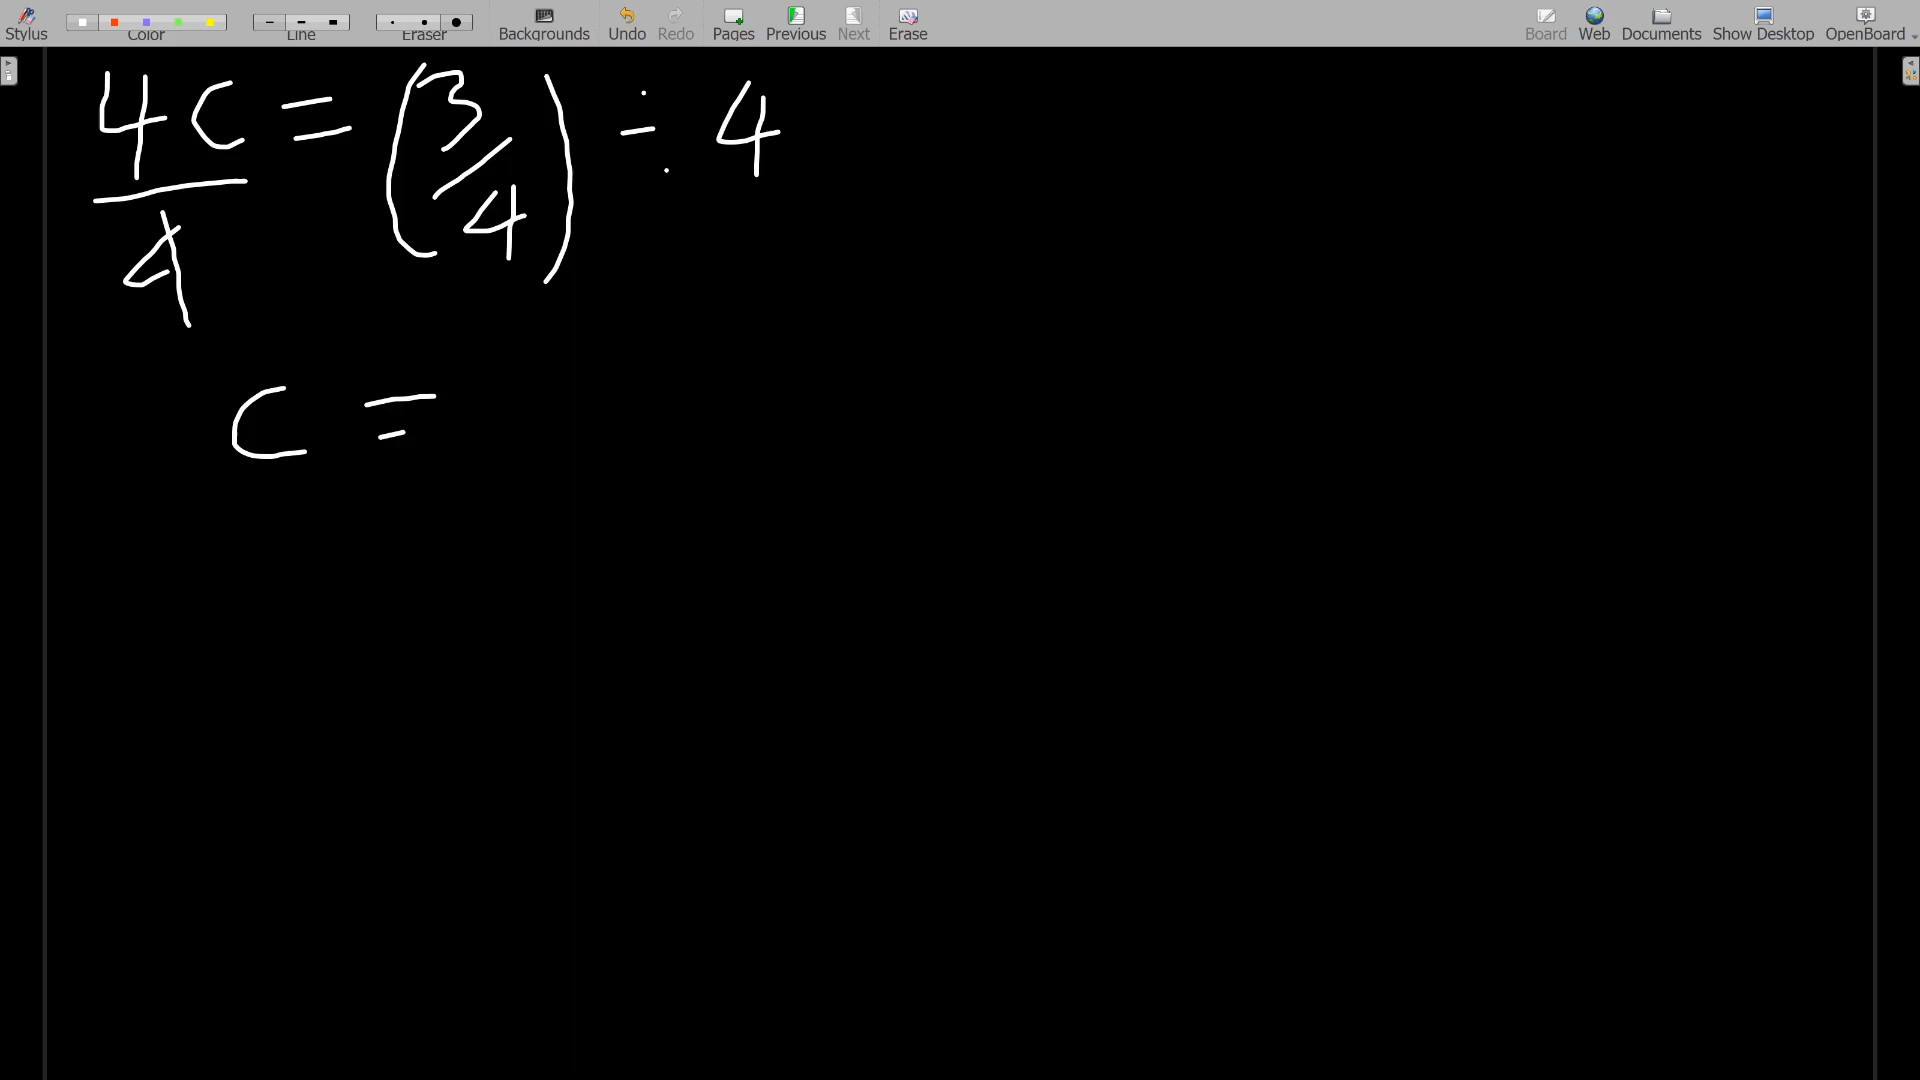 Stylus Color Line Eraser Backgrounds Undo Redo Pages Previous Next Erase Board Web Documents Show Desktop OpenBoard
4c = (3/4) ÷ 4
4
c =